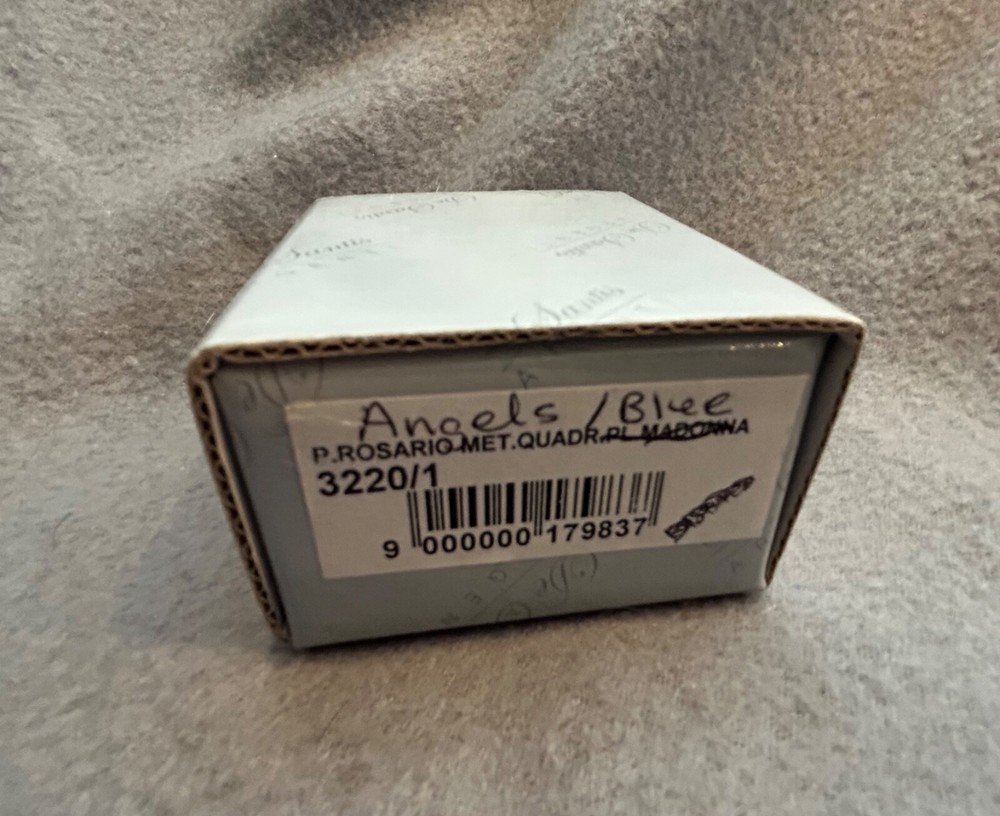 Angels / Blue
P.ROSARIO MET.QUADR.PL MADONNA
3220/1
9 000000 179837